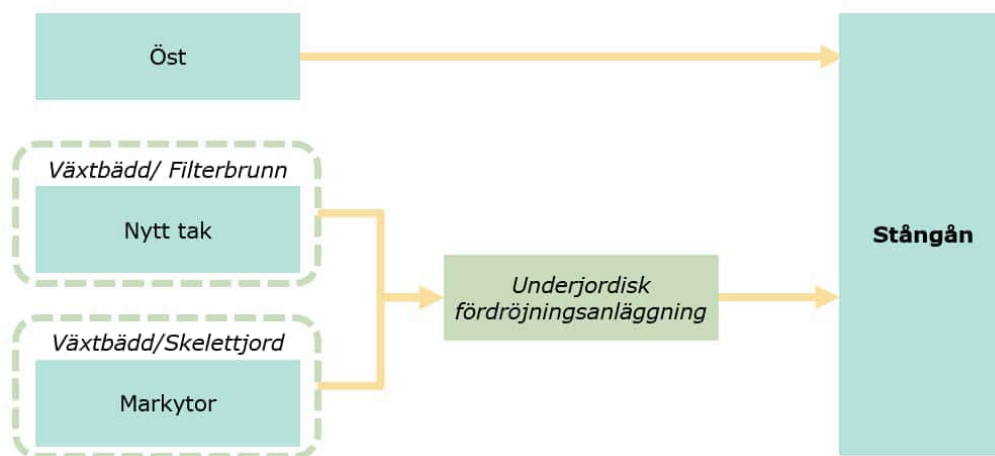 Öst
Växtbädd/ Filterbrunn
Nytt tak
Stångån
Underjordisk
fördröjningsanläggning
Växtbädd/Skelettjord
Markytor